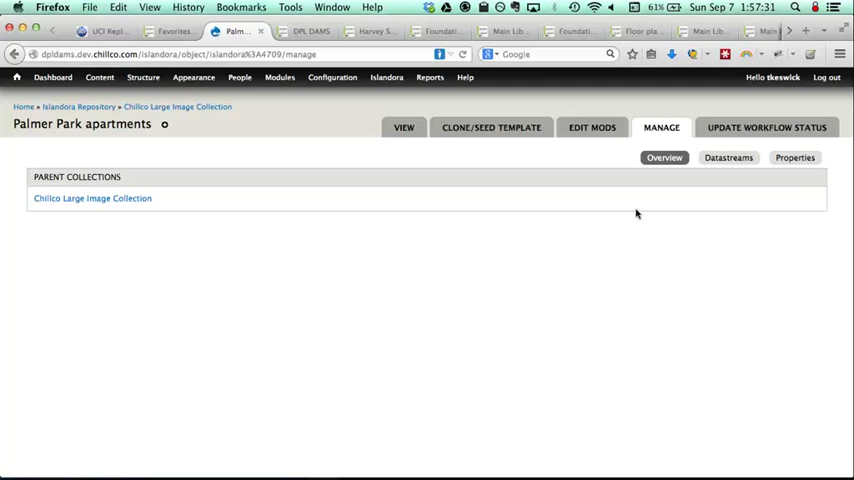 Firefox File Edit View History Bookmarks Tools Window Help 61% Sun Sep 7 1:57:31
UCI Repl... Favorites... Palm... DPL DAMS Harvey S... Foundati... Main Lib... Foundati... Floor pla... Main Lib... Main
dpldams.dev.chillco.com/islandora/object/islandora%3A4709/manage Google
Dashboard Content Structure Appearance People Modules Configuration Islandora Reports Help Hello tkeswick Log out
Home » Islandora Repository » Chillco Large Image Collection
Palmer Park apartments VIEW CLONE/SEED TEMPLATE EDIT MODS MANAGE UPDATE WORKFLOW STATUS
Overview Datastreams Properties
PARENT COLLECTIONS
Chillco Large Image Collection